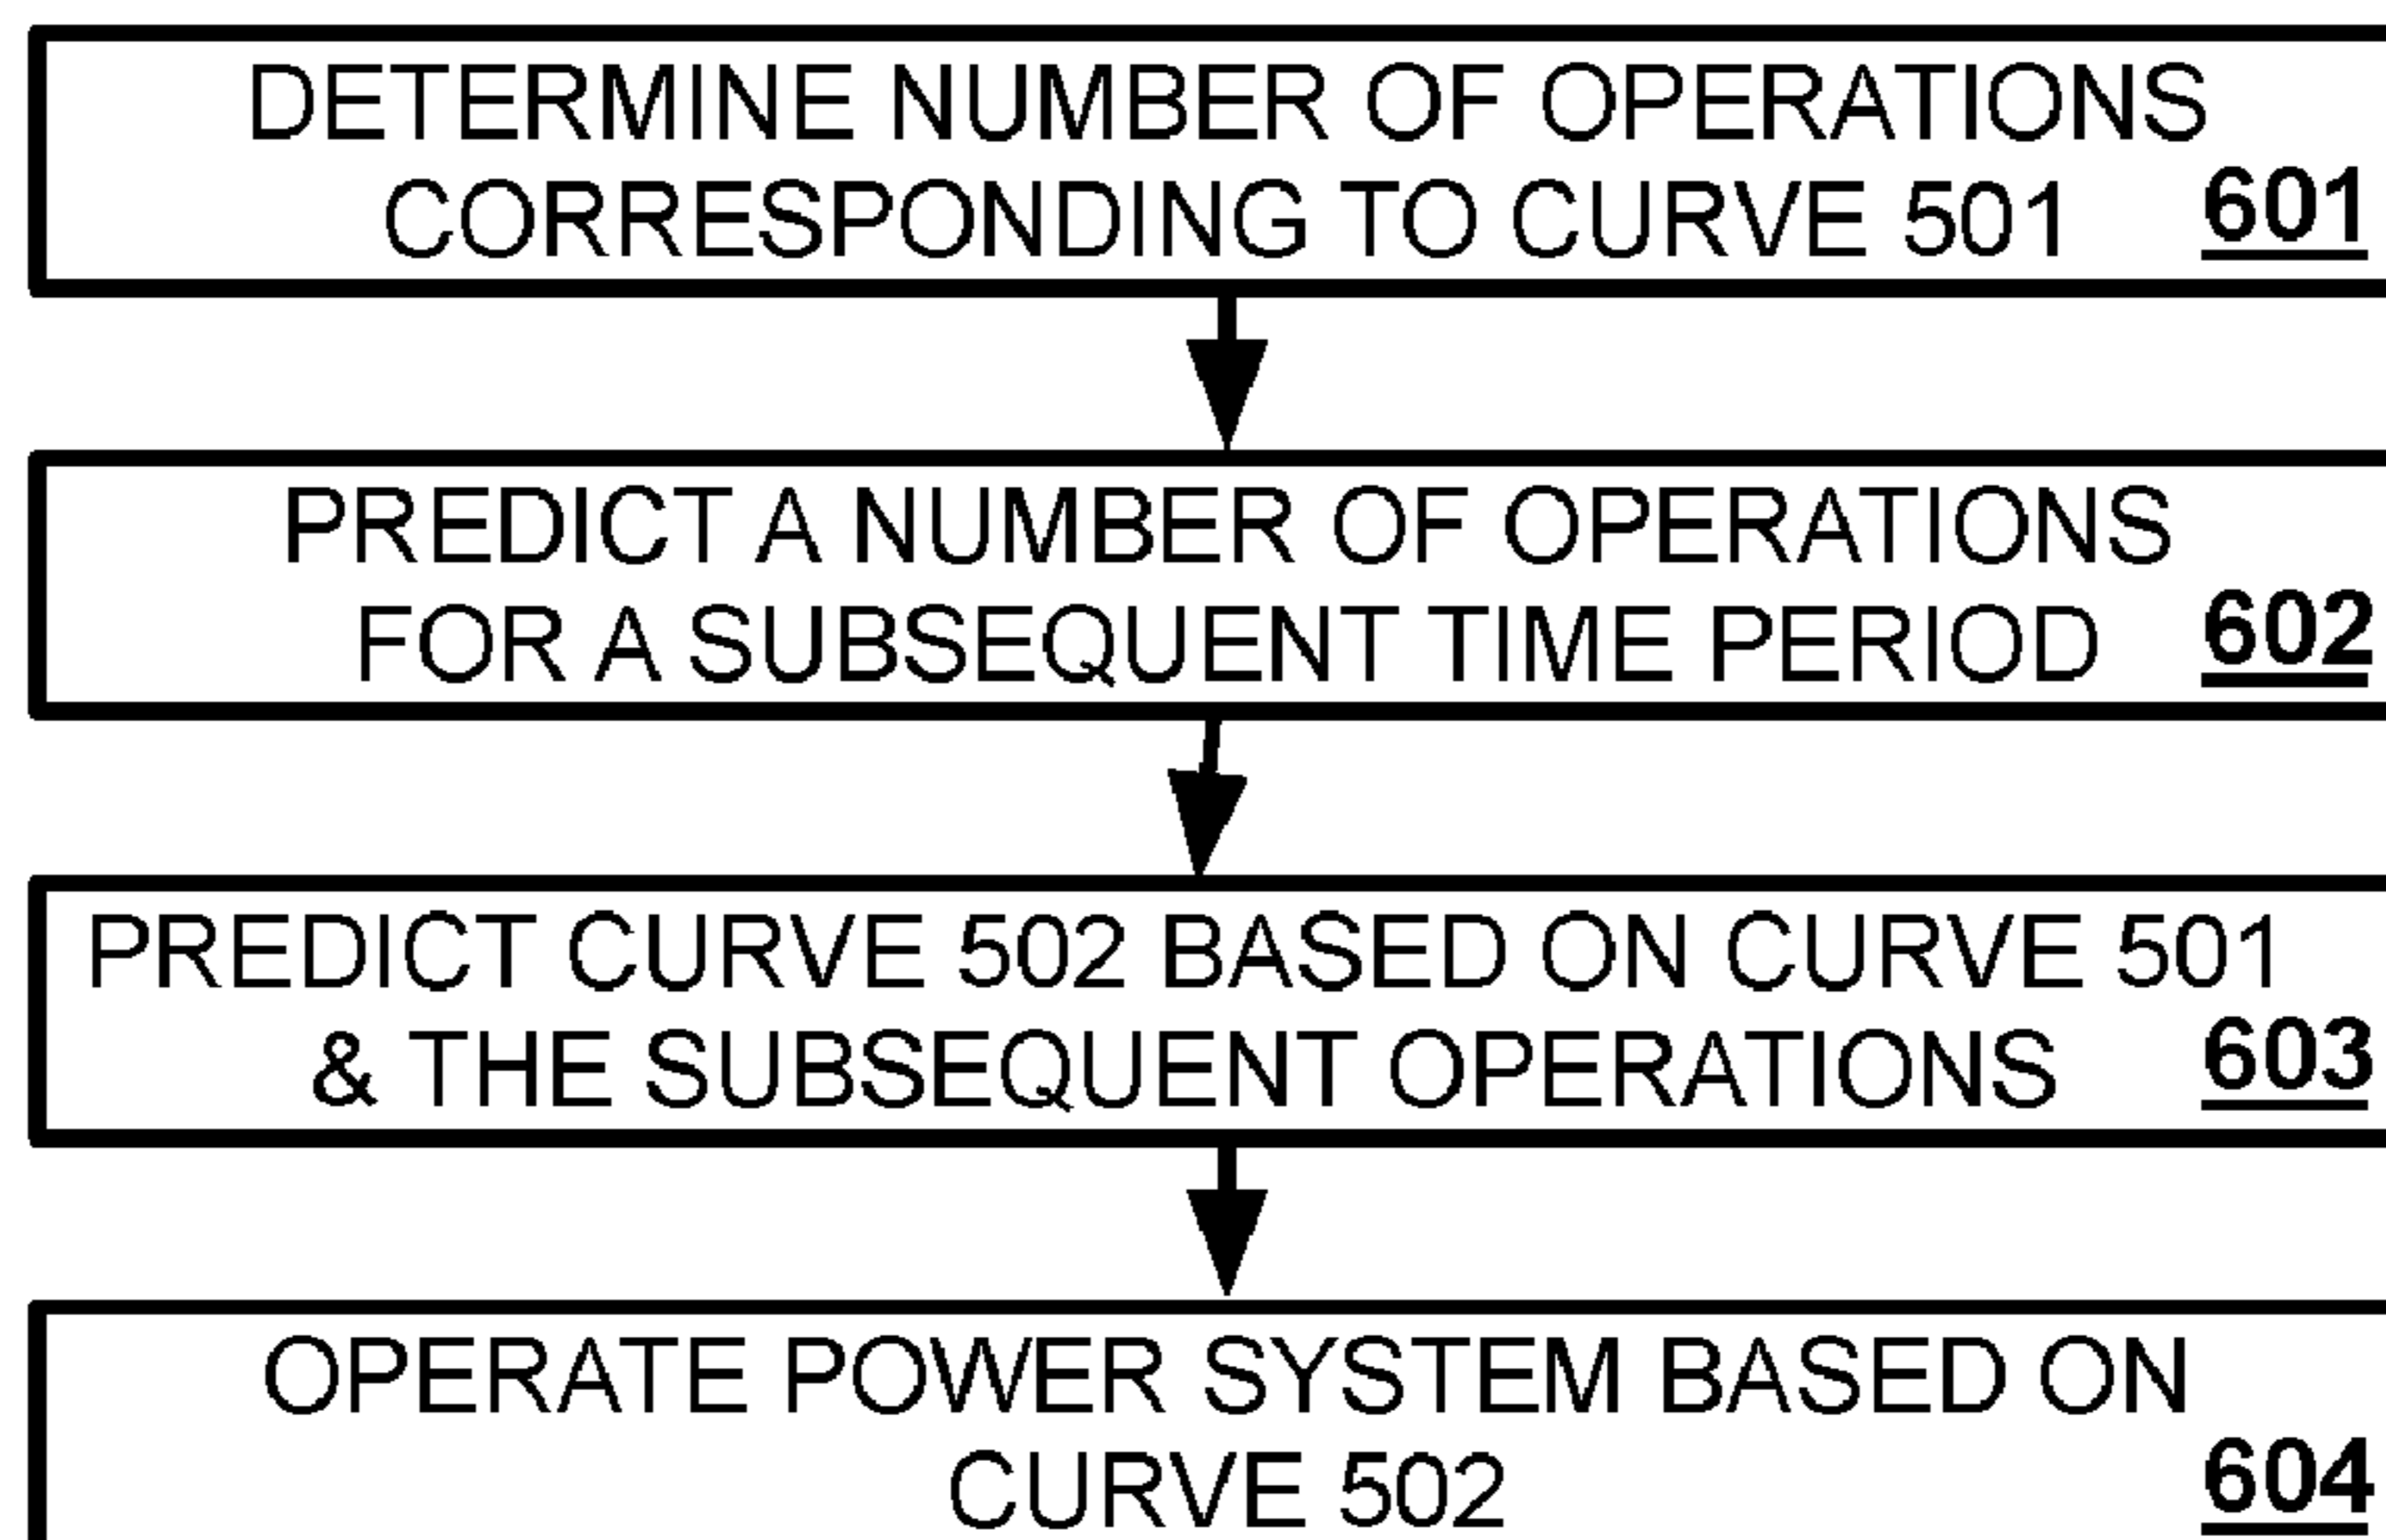 DETERMINE NUMBER OF OPERATIONS
CORRESPONDING TO CURVE 501 601
PREDICT A NUMBER OF OPERATIONS
FOR A SUBSEQUENT TIME PERIOD 602
PREDICT CURVE 502 BASED ON CURVE 501
& THE SUBSEQUENT OPERATIONS 603
OPERATE POWER SYSTEM BASED ON
CURVE 502 604